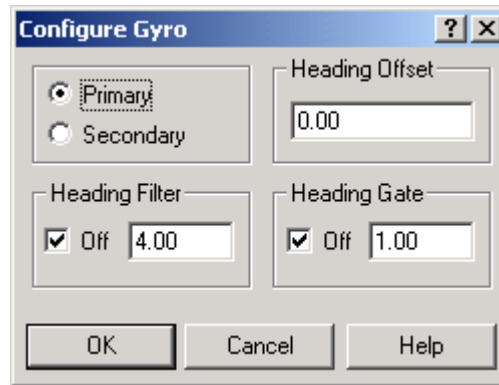 Configure Gyro
Primary
Secondary
Heading Offset
0.00
Heading Filter
Off 4.00
Heading Gate
Off 1.00
OK Cancel Help